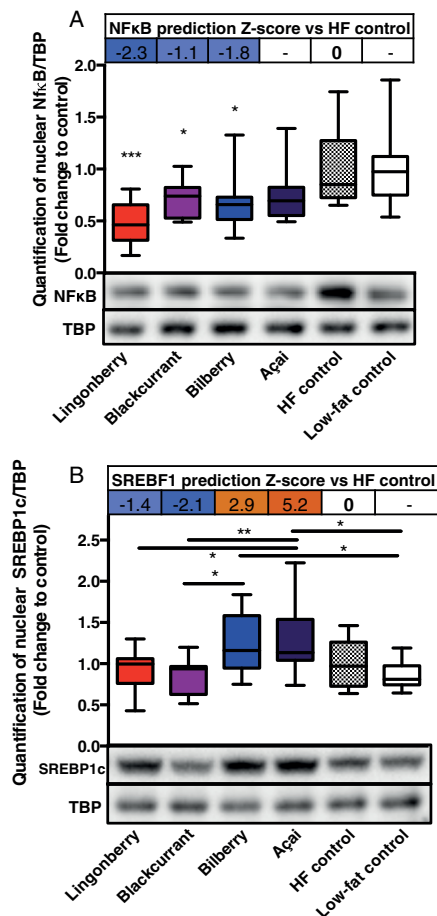 A
NFκB prediction Z-score vs HF control
-2.3 -1.1 -1.8 - 0 -
Quantification of nuclear NfκB/TBP
(Fold change to control)
2.0
1.5
1.0
0.5
0.0
*** * *
NFκB
TBP
Lingonberry
Blackcurrant
Bilberry
Açai
HF control
Low-fat control
B
SREBF1 prediction Z-score vs HF control
-1.4 -2.1 2.9 5.2 0 -
Quantification of nuclear SREBP1c/TBP
(Fold change to control)
2.5
2.0
1.5
1.0
0.5
0.0
** *
* *
*
SREBP1c
TBP
Lingonberry
Blackcurrant
Bilberry
Açai
HF control
Low-fat control